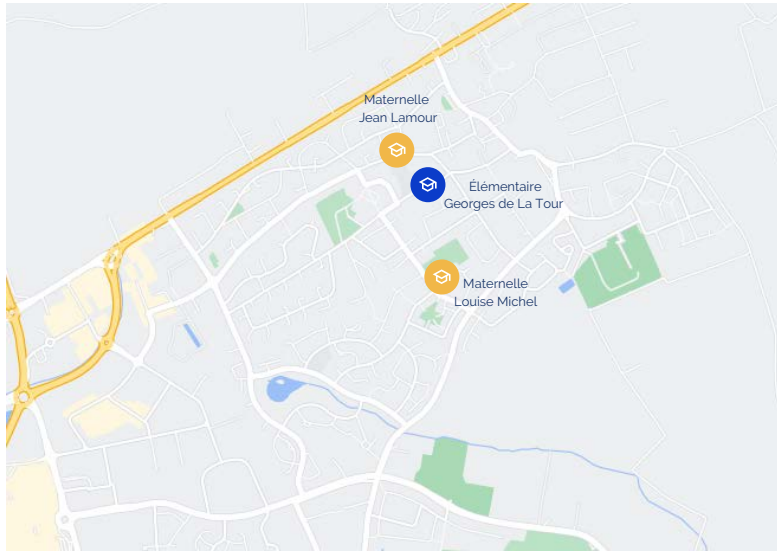 Maternelle
Jean Lamour
Élémentaire
Georges de La Tour
Maternelle
Louise Michel